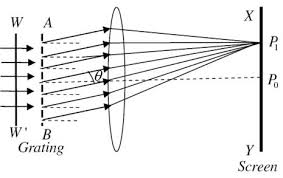 W A X
P1
θ
P0
W' B Y
Grating Screen